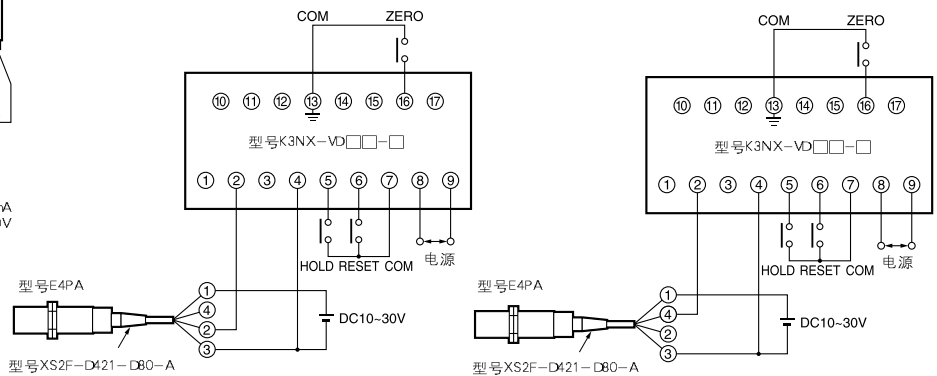 COM ZERO
⑩ ⑪ ⑫ ⑬ ⑭ ⑮ ⑯ ⑰
型号K3NX-VD□□-□
① ② ③ ④ ⑤ ⑥ ⑦ ⑧ ⑨
HOLD RESET COM 电源
型号E4PA
①
④
②
③
DC10~30V
型号XS2F-D421-D80-A
COM ZERO
⑩ ⑪ ⑫ ⑬ ⑭ ⑮ ⑯ ⑰
型号K3NX-VD□□-□
① ② ③ ④ ⑤ ⑥ ⑦ ⑧ ⑨
HOLD RESET COM 电源
型号E4PA
①
④
②
③
DC10~30V
型号XS2F-D421-D80-A